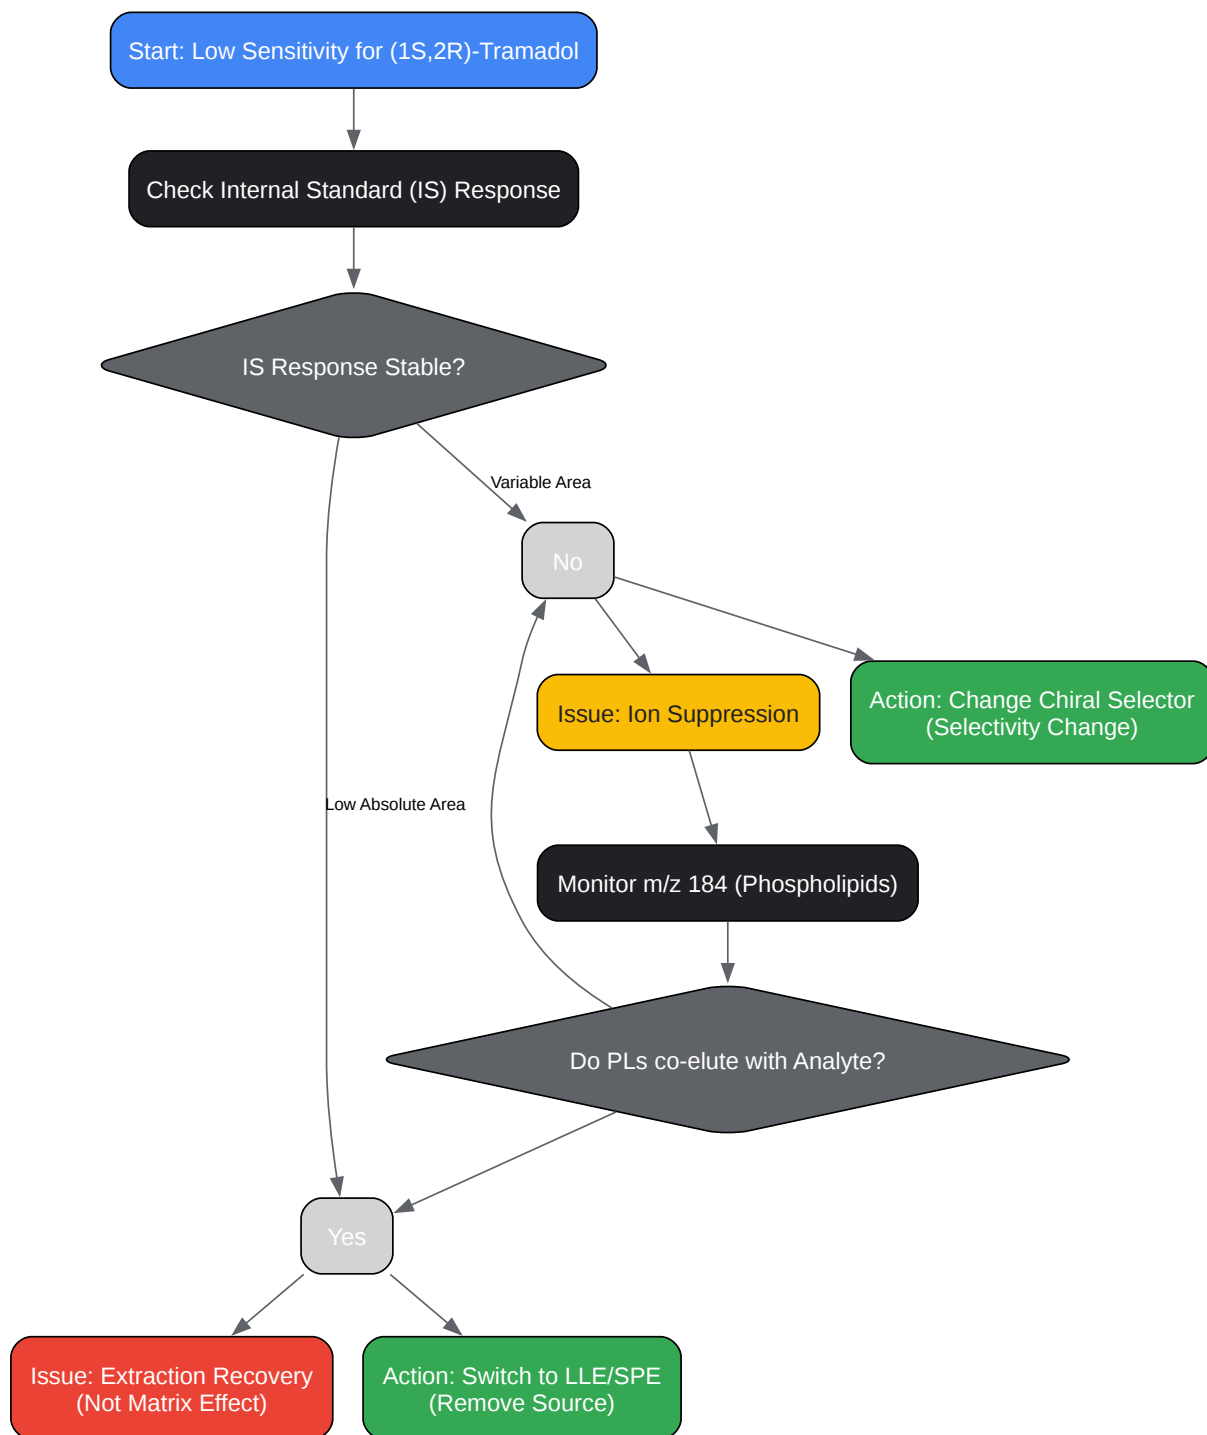 Start: Low Sensitivity for (1S,2R)-Tramadol
Check Internal Standard (IS) Response
IS Response Stable?
Variable Area
No
Issue: Ion Suppression
Action: Change Chiral Selector
(Selectivity Change)
Low Absolute Area
Monitor m/z 184 (Phospholipids)
Do PLs co-elute with Analyte?
Yes
Issue: Extraction Recovery
(Not Matrix Effect)
Action: Switch to LLE/SPE
(Remove Source)